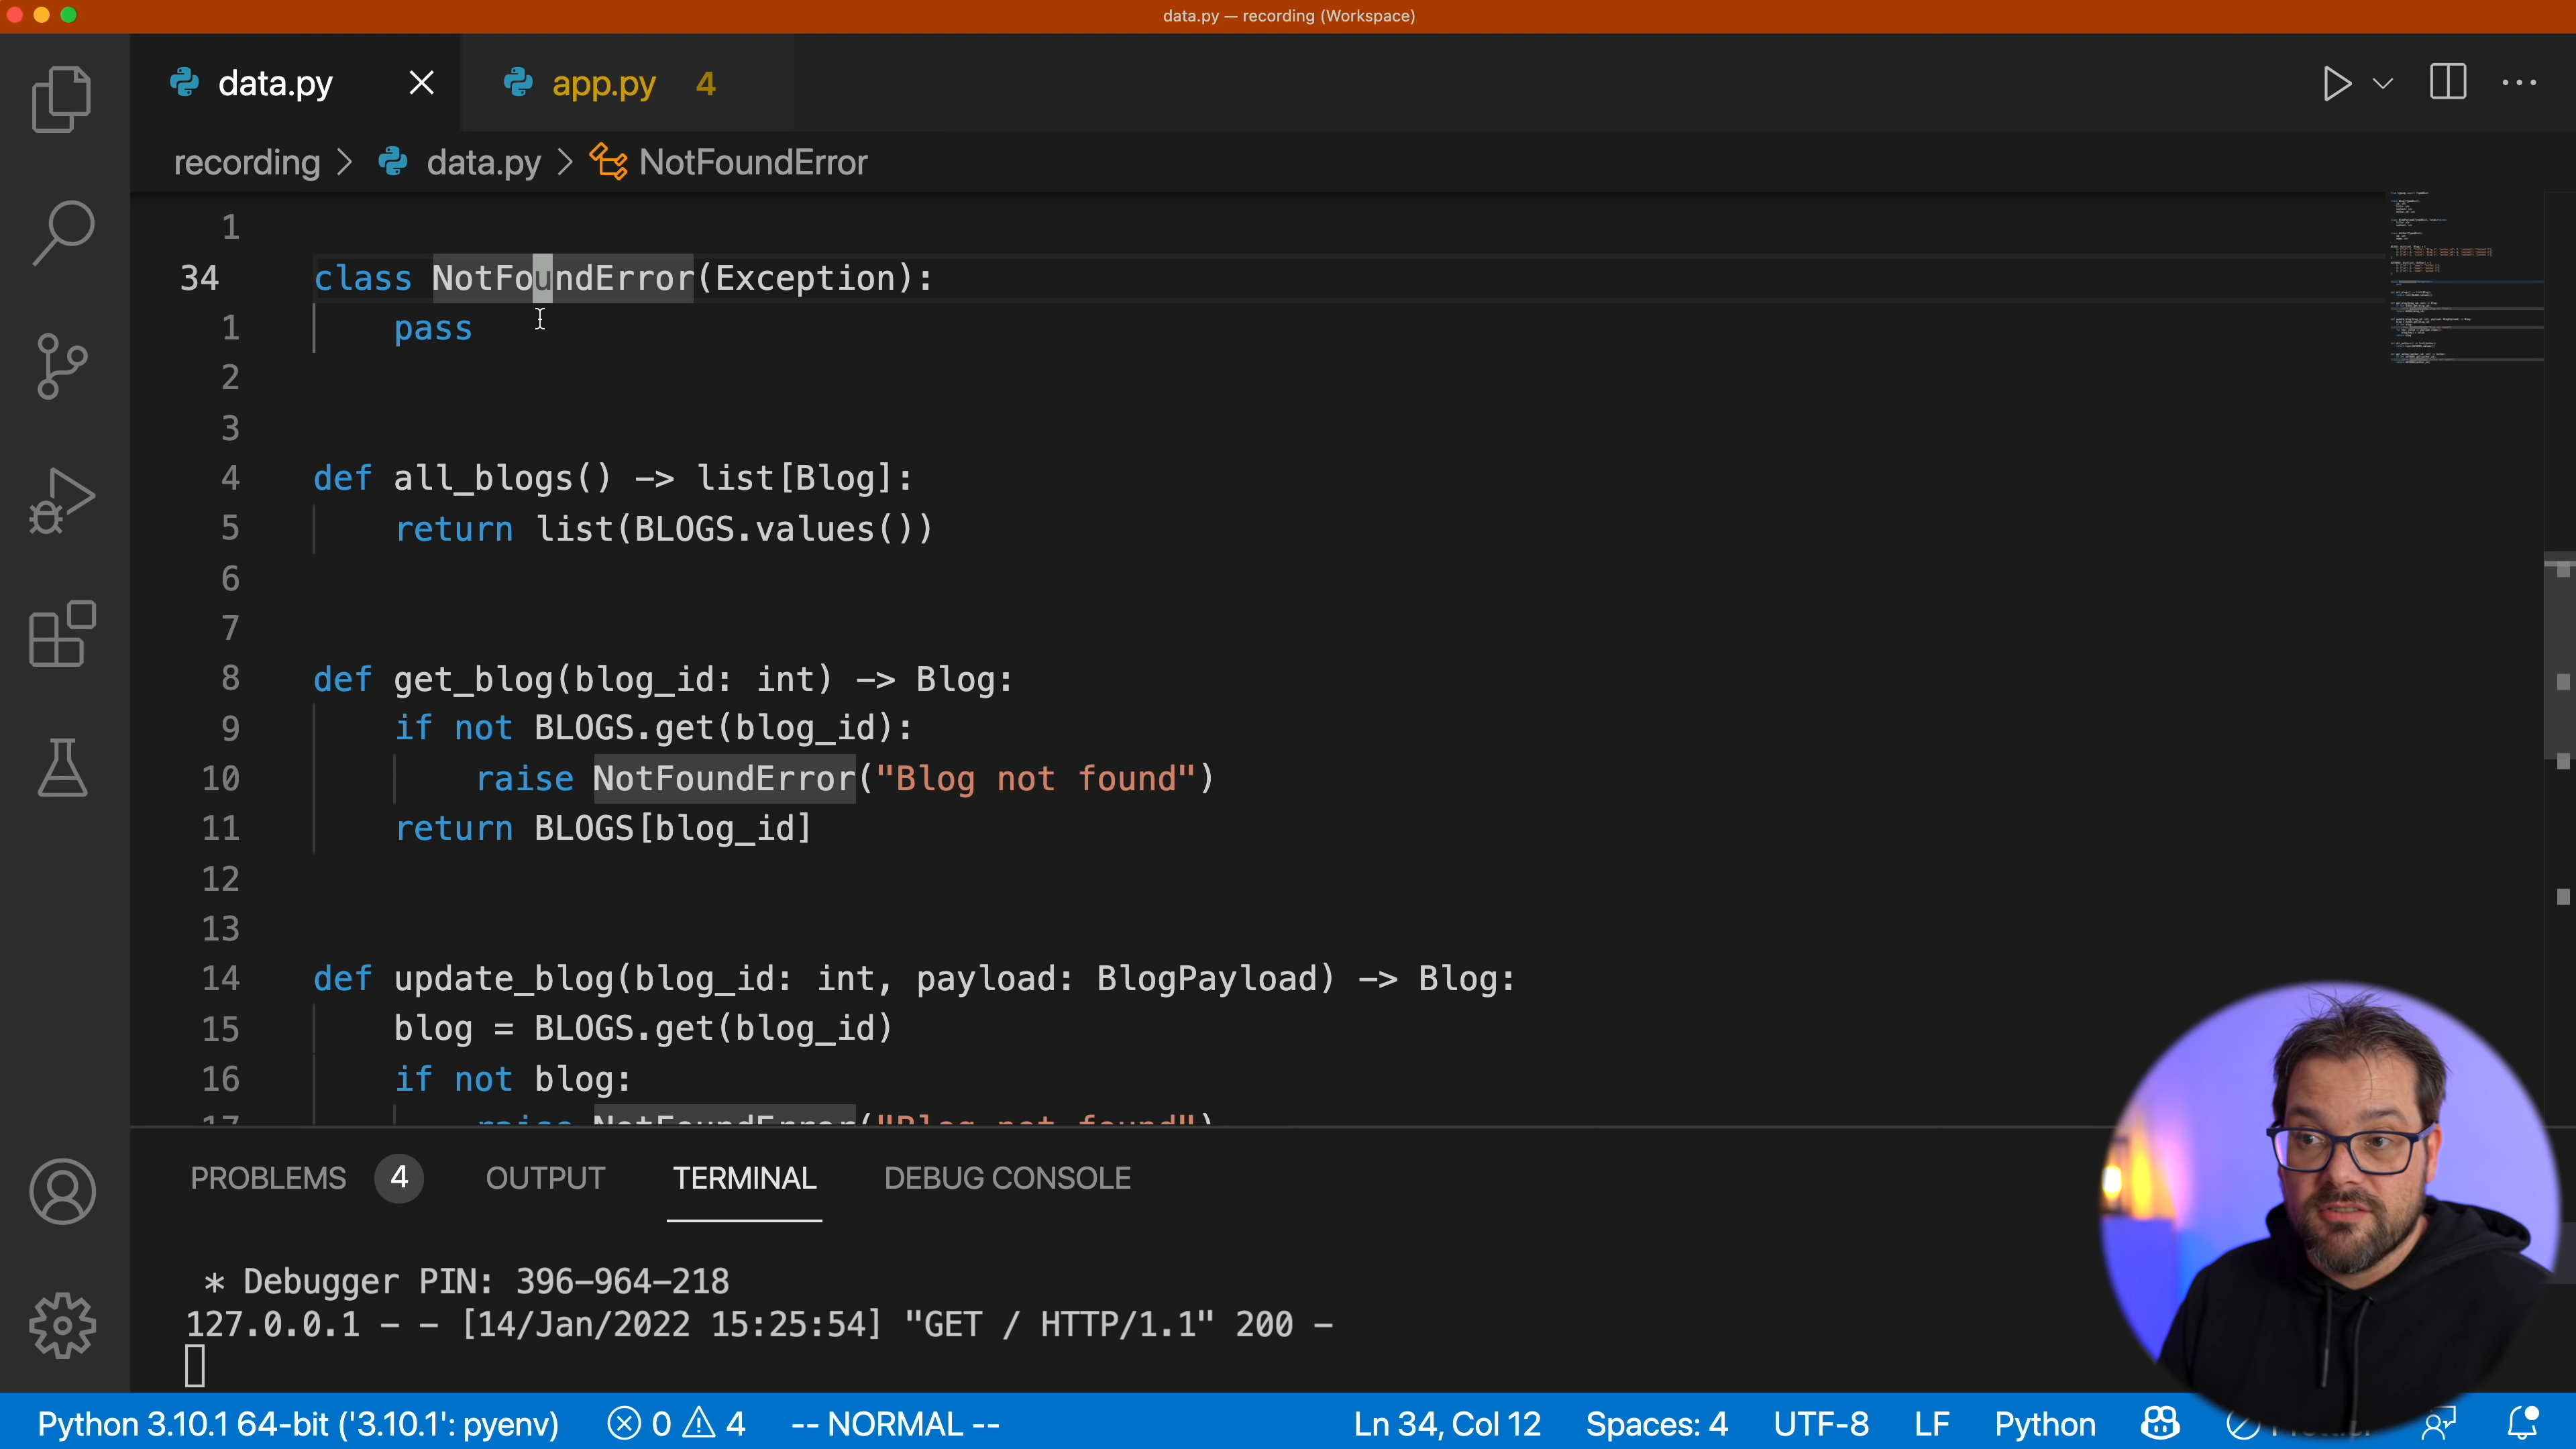 data.py — recording (Workspace)
data.py app.py 4
recording data.py NotFoundError
1
34 class NotFoundError(Exception):
1 pass
2
3
4 def all_blogs() -> list[Blog]:
5 return list(BLOGS.values())
6
7
8 def get_blog(blog_id: int) -> Blog:
9 if not BLOGS.get(blog_id):
10 raise NotFoundError("Blog not found")
11 return BLOGS[blog_id]
12
13
14 def update_blog(blog_id: int, payload: BlogPayload) -> Blog:
15 blog = BLOGS.get(blog_id)
16 if not blog:
17 raise NotFoundError("Blog not found")
PROBLEMS 4 OUTPUT TERMINAL DEBUG CONSOLE
* Debugger PIN: 396-964-218
127.0.0.1 - - [14/Jan/2022 15:25:54] "GET / HTTP/1.1" 200 -
Python 3.10.1 64-bit ('3.10.1': pyenv) 0 4 -- NORMAL -- Ln 34, Col 12 Spaces: 4 UTF-8 LF Python